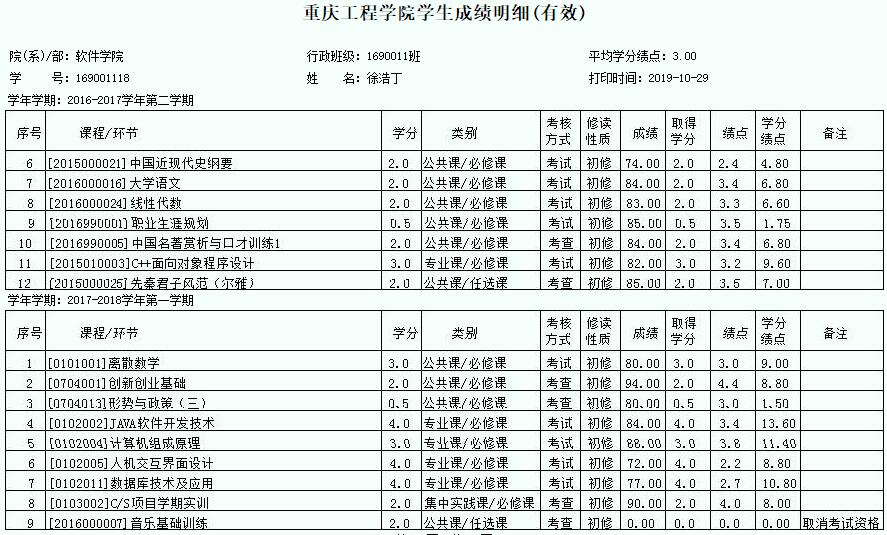 重庆工程学院学生成绩明细(有效)
院(系)/部: 软件学院 行政班级: 1690011班 平均学分绩点: 3.00
学 号: 169001118 姓 名: 徐洁丁 打印时间: 2019-10-29
学年学期: 2016-2017学年第二学期
序号 课程/环节 学分 类别 考核方式 修读性质 成绩 取得学分 绩点 学分绩点 备注
6 [2015000021]中国近现代史纲要 2.0 公共课/必修课 考试 初修 74.00 2.0 2.4 4.80
7 [2016000016]大学语文 2.0 公共课/必修课 考试 初修 84.00 2.0 3.4 6.80
8 [2016000024]线性代数 2.0 公共课/必修课 考试 初修 83.00 2.0 3.3 6.60
9 [2016990001]职业生涯规划 0.5 公共课/必修课 考试 初修 85.00 0.5 3.5 1.75
10 [2016990005]中国名著赏析与口才训练1 2.0 公共课/必修课 考查 初修 84.00 2.0 3.4 6.80
11 [2015010003]C++面向对象程序设计 3.0 专业课/必修课 考试 初修 82.00 3.0 3.2 9.60
12 [2015000025]先秦君子风范（尔雅） 2.0 公共课/任选课 考查 初修 85.00 2.0 3.5 7.00
学年学期: 2017-2018学年第一学期
序号 课程/环节 学分 类别 考核方式 修读性质 成绩 取得学分 绩点 学分绩点 备注
1 [0101001]离散数学 3.0 公共课/必修课 考试 初修 80.00 3.0 3.0 9.00
2 [0704001]创新创业基础 2.0 公共课/必修课 考查 初修 94.00 2.0 4.4 8.80
3 [0704013]形势与政策（三） 0.5 公共课/必修课 考查 初修 80.00 0.5 3.0 1.50
4 [0102002]JAVA软件开发技术 4.0 专业课/必修课 考试 初修 84.00 4.0 3.4 13.60
5 [0102004]计算机组成原理 3.0 专业课/必修课 考试 初修 88.00 3.0 3.8 11.40
6 [0102005]人机交互界面设计 4.0 专业课/必修课 考试 初修 72.00 4.0 2.2 8.80
7 [0102011]数据库技术及应用 4.0 专业课/必修课 考试 初修 77.00 4.0 2.7 10.80
8 [0103002]C/S项目学期实训 2.0 集中实践课/必修课 考查 初修 90.00 2.0 4.0 8.00
9 [2016000007]音乐基础训练 2.0 公共课/任选课 考查 初修 0.00 0.0 0.0 0.00 取消考试资格